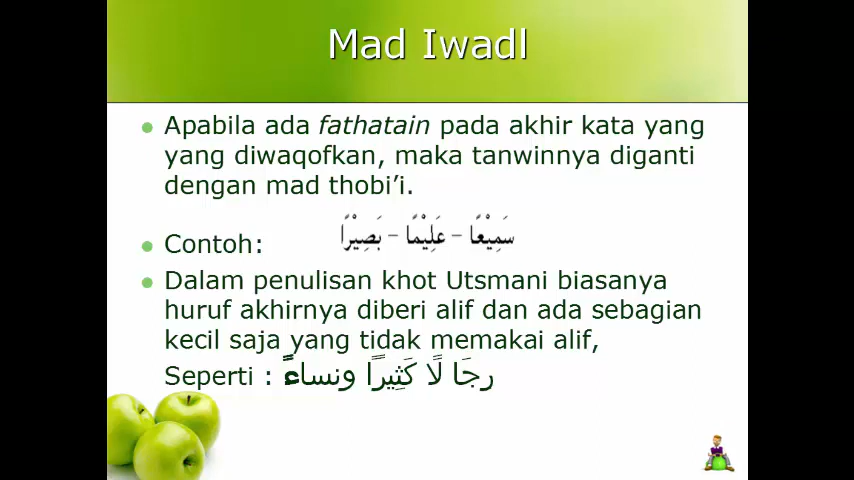 Mad Iwadl
Apabila ada fathatain pada akhir kata yang
yang diwaqofkan, maka tanwinnya diganti
dengan mad thobi’i.
Contoh: سَمِيْعًا – عَلِيْمًا – بَصِيْرًا
Dalam penulisan khot Utsmani biasanya
huruf akhirnya diberi alif dan ada sebagian
kecil saja yang tidak memakai alif,
Seperti : رجَا لًا كَثِيرًا ونساءً